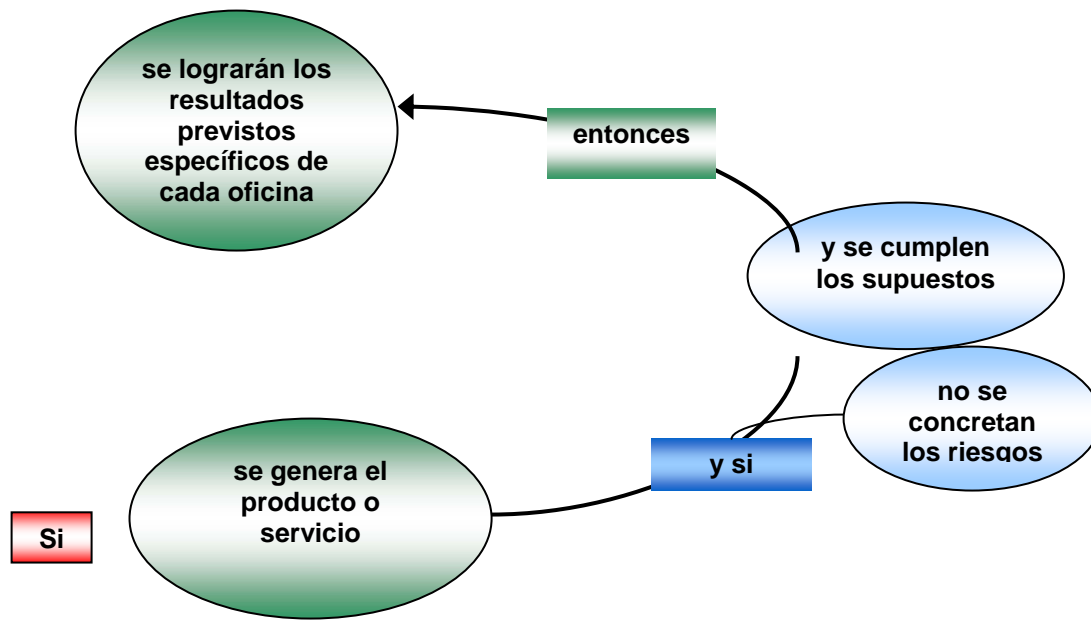 se lograrán los
resultados
previstos
específicos de
cada oficina
entonces
y se cumplen
los supuestos
no se
concretan
los riesgos
y si
se genera el
producto o
servicio
Si